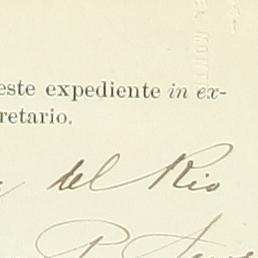 este expediente in ex-
retario.
del Rio